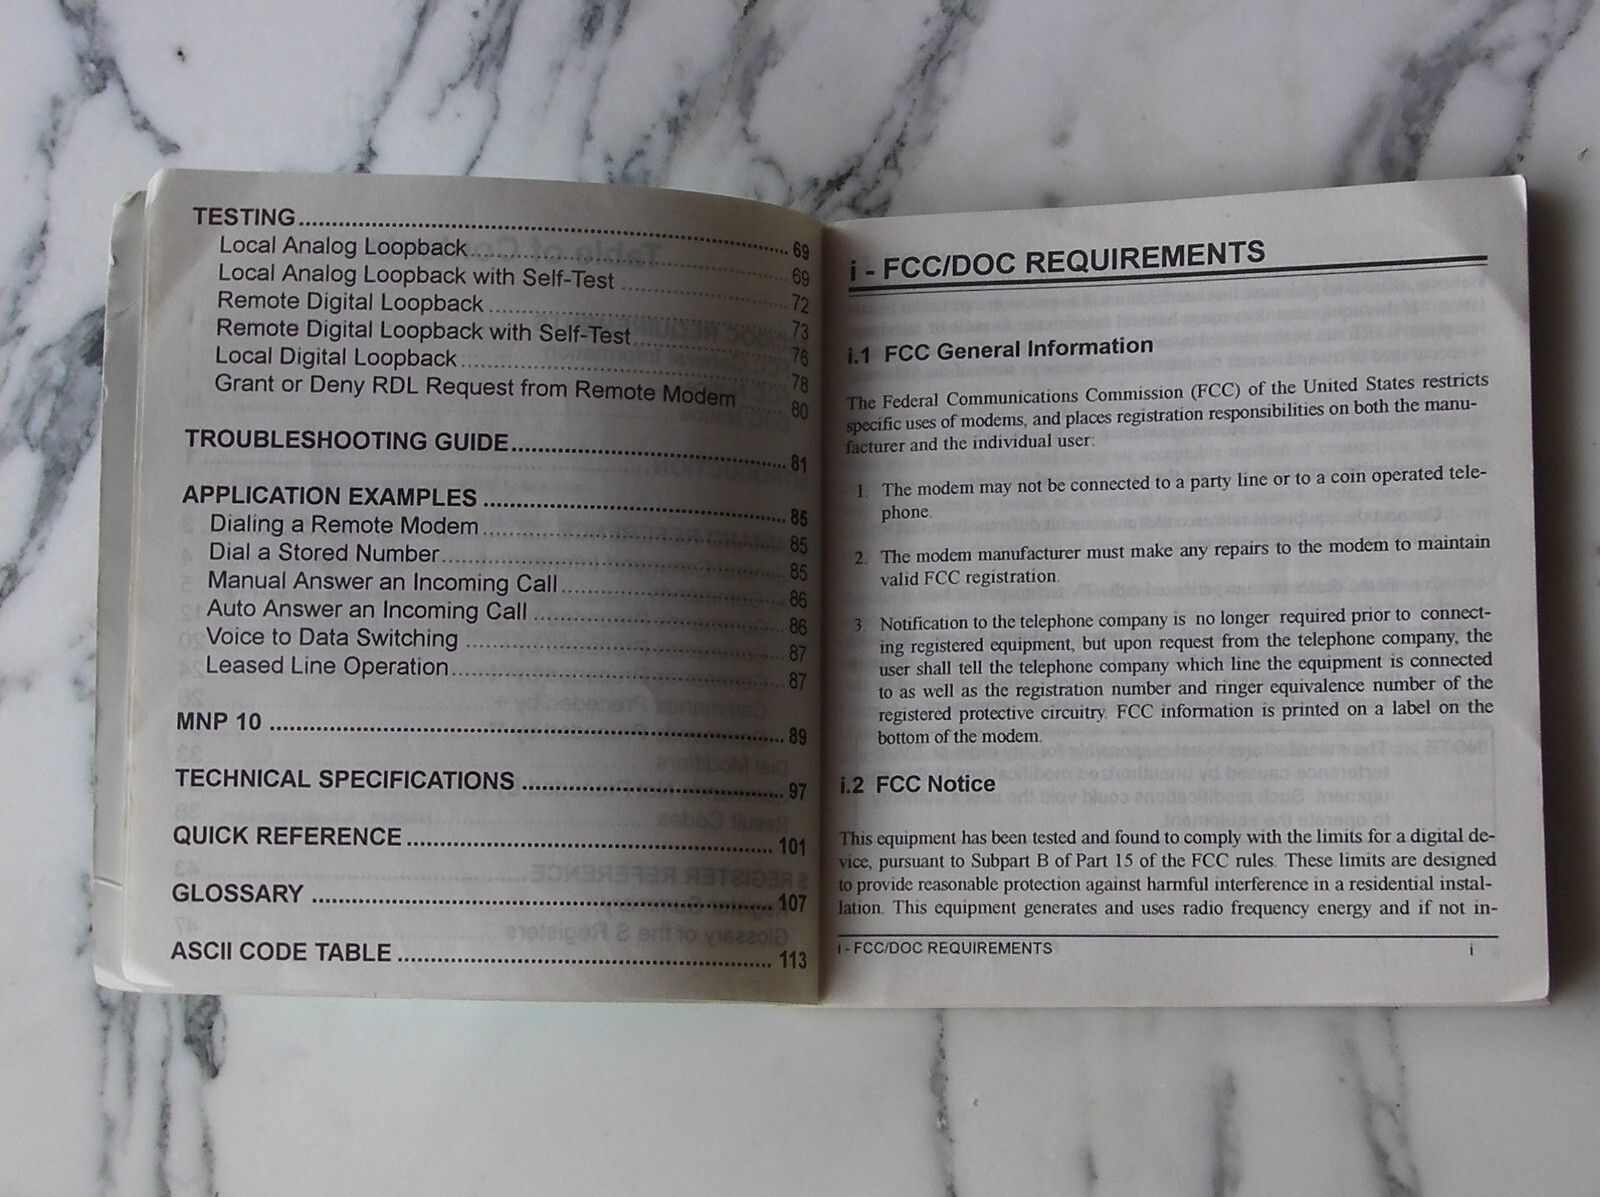 TESTING 69
Local Analog Loopback 69
Local Analog Loopback with Self-Test 72
Remote Digital Loopback 73
Remote Digital Loopback with Self-Test 76
Local Digital Loopback 78
Grant or Deny RDL Request from Remote Modem 80
TROUBLESHOOTING GUIDE 81
APPLICATION EXAMPLES 85
Dialing a Remote Modem 85
Dial a Stored Number 85
Manual Answer an Incoming Call 86
Auto Answer an Incoming Call 86
Voice to Data Switching 87
Leased Line Operation 87
MNP 10 89
TECHNICAL SPECIFICATIONS 97
QUICK REFERENCE 101
GLOSSARY 107
ASCII CODE TABLE 113
i - FCC/DOC REQUIREMENTS
i.1 FCC General Information
The Federal Communications Commission (FCC) of the United States restricts
specific uses of modems, and places registration responsibilities on both the manu-
facturer and the individual user:
1. The modem may not be connected to a party line or to a coin operated tele-
phone.
2. The modem manufacturer must make any repairs to the modem to maintain
valid FCC registration.
3. Notification to the telephone company is no longer required prior to connect-
ing registered equipment, but upon request from the telephone company, the
user shall tell the telephone company which line the equipment is connected
to as well as the registration number and ringer equivalence number of the
registered protective circuitry. FCC information is printed on a label on the
bottom of the modem.
i.2 FCC Notice
This equipment has been tested and found to comply with the limits for a digital de-
vice, pursuant to Subpart B of Part 15 of the FCC rules. These limits are designed
to provide reasonable protection against harmful interference in a residential instal-
lation. This equipment generates and uses radio frequency energy and if not in-
i - FCC/DOC REQUIREMENTS i